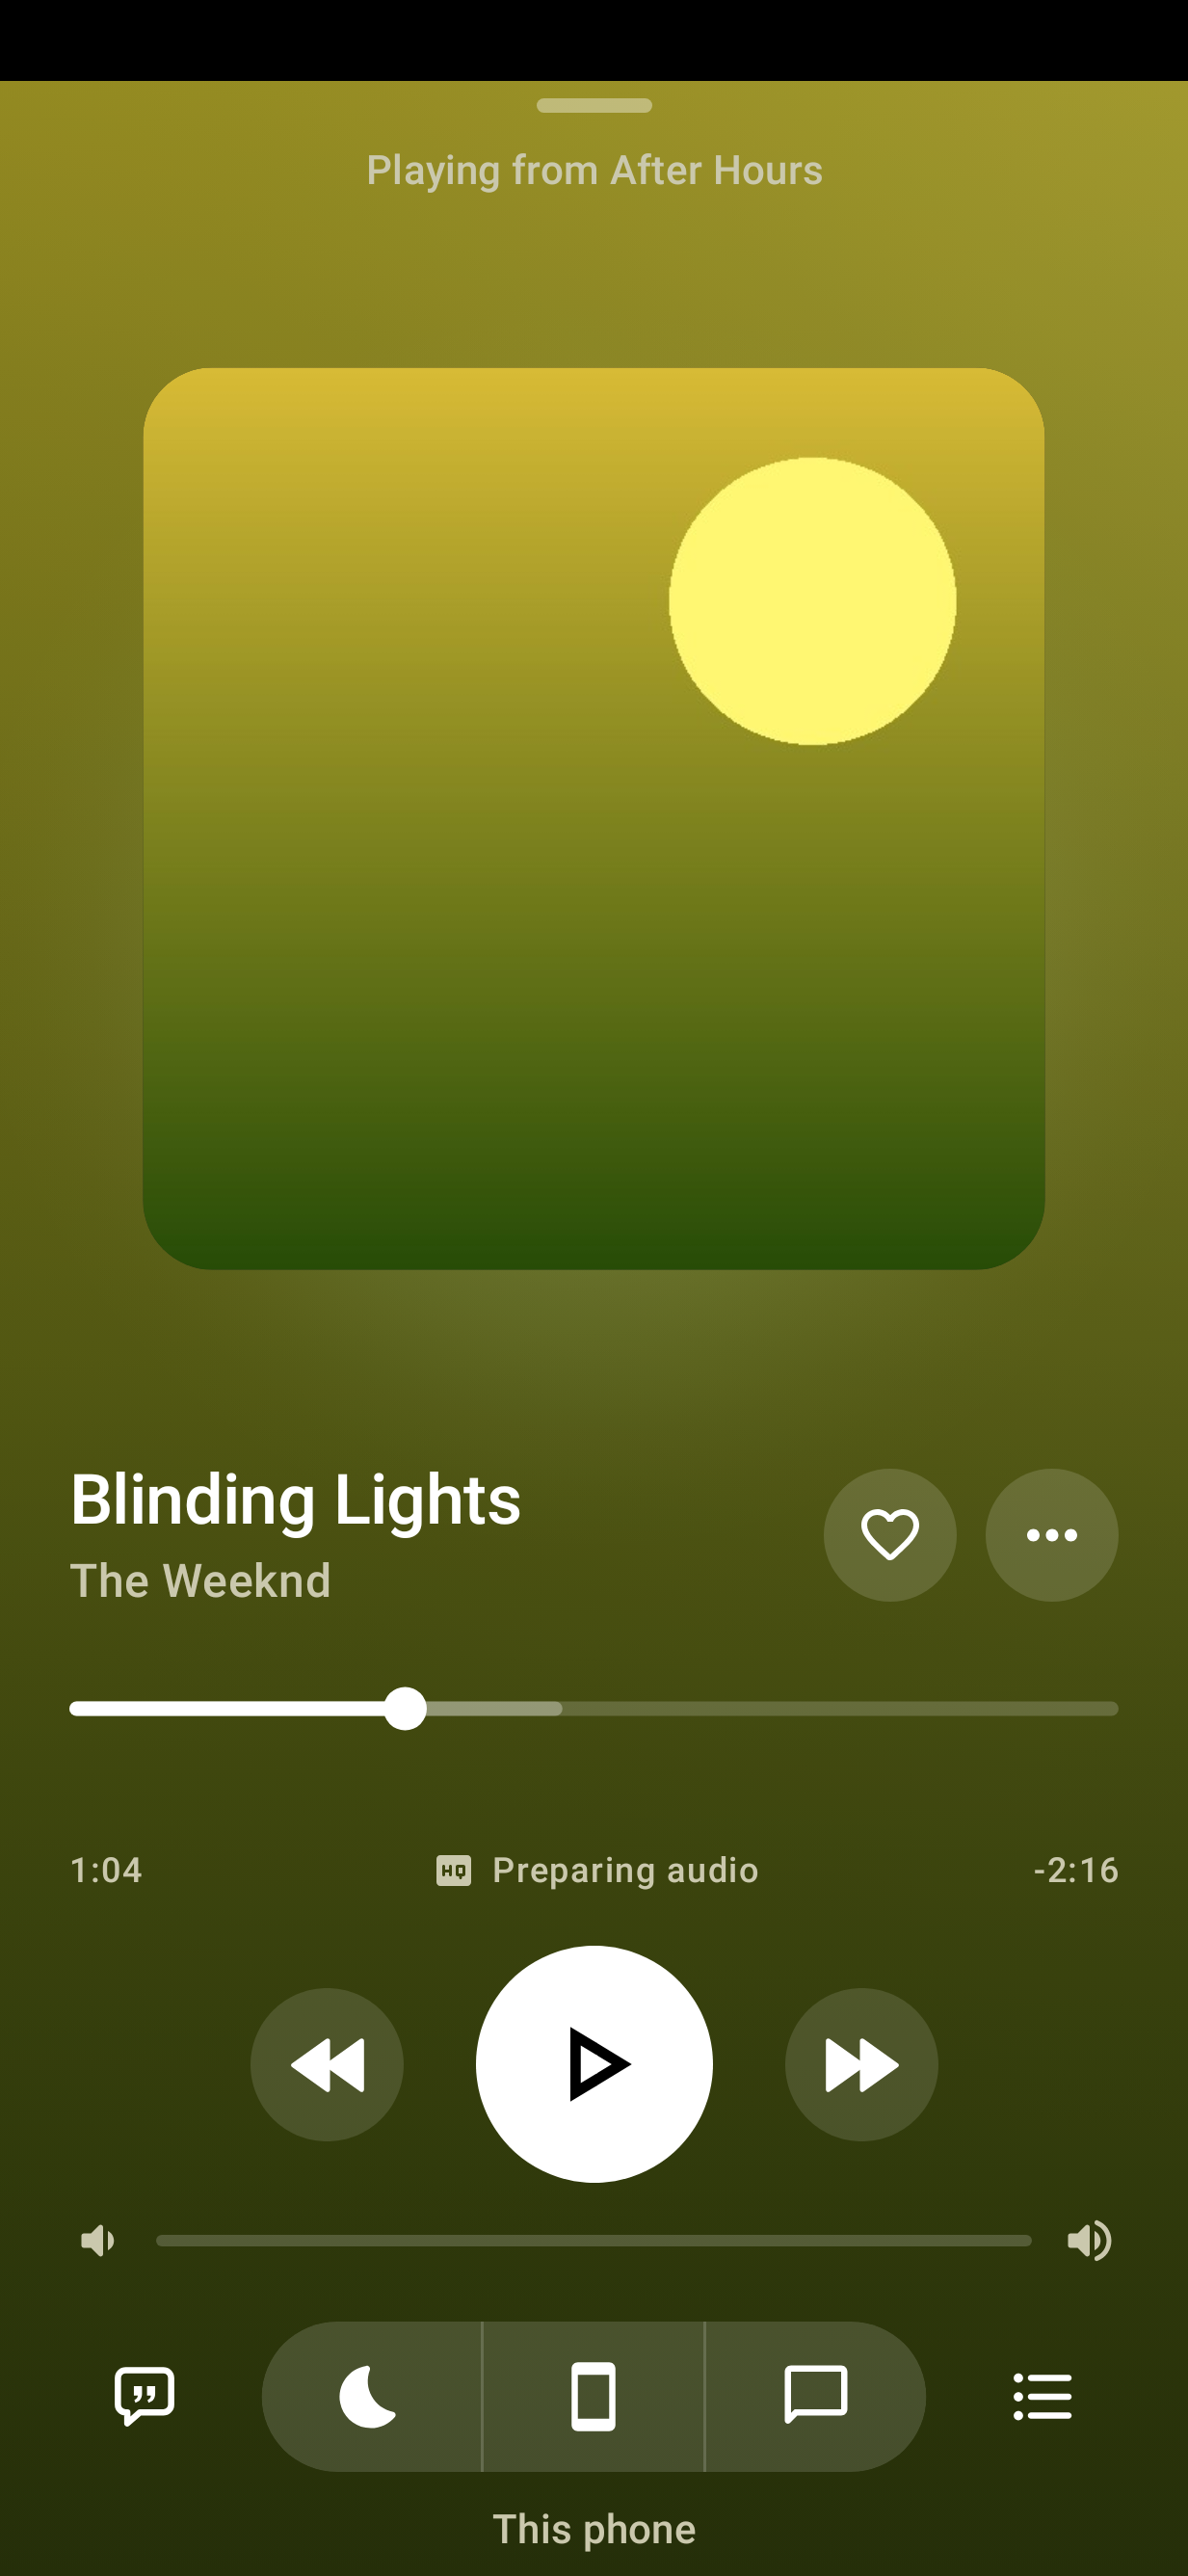 Playing from After Hours
Blinding Lights
The Weeknd
1:04
HQ Preparing audio
-2:16
This phone